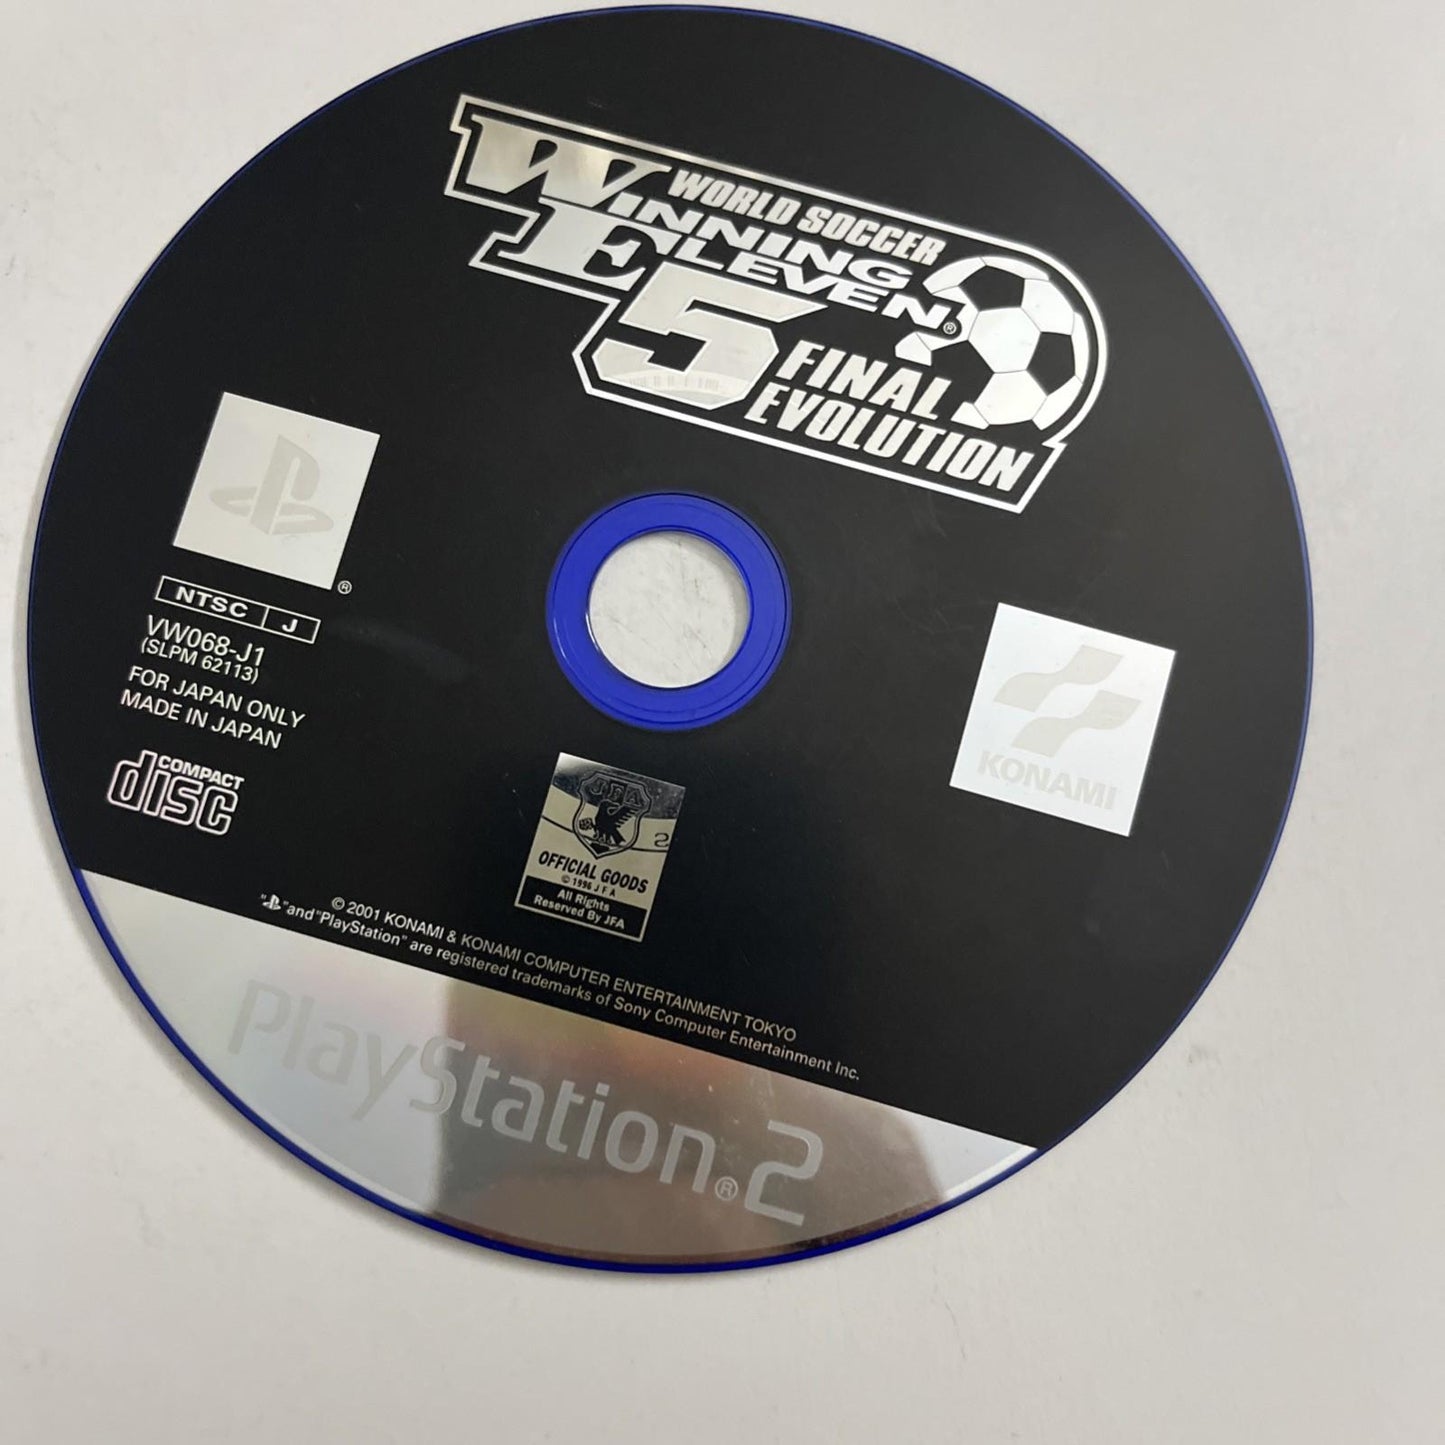 WORLD SOCCER
WINNING
ELEVEN®
5 FINAL
EVOLUTION
®
NTSC J
VW068-J1
(SLPM 62113)
FOR JAPAN ONLY
MADE IN JAPAN
COMPACT
disc
KONAMI
JFA
OFFICIAL GOODS
© 1996 J F A
All Rights
Reserved By JFA
© 2001 KONAMI & KONAMI COMPUTER ENTERTAINMENT TOKYO
" " and "PlayStation" are registered trademarks of Sony Computer Entertainment Inc.
PlayStation®2